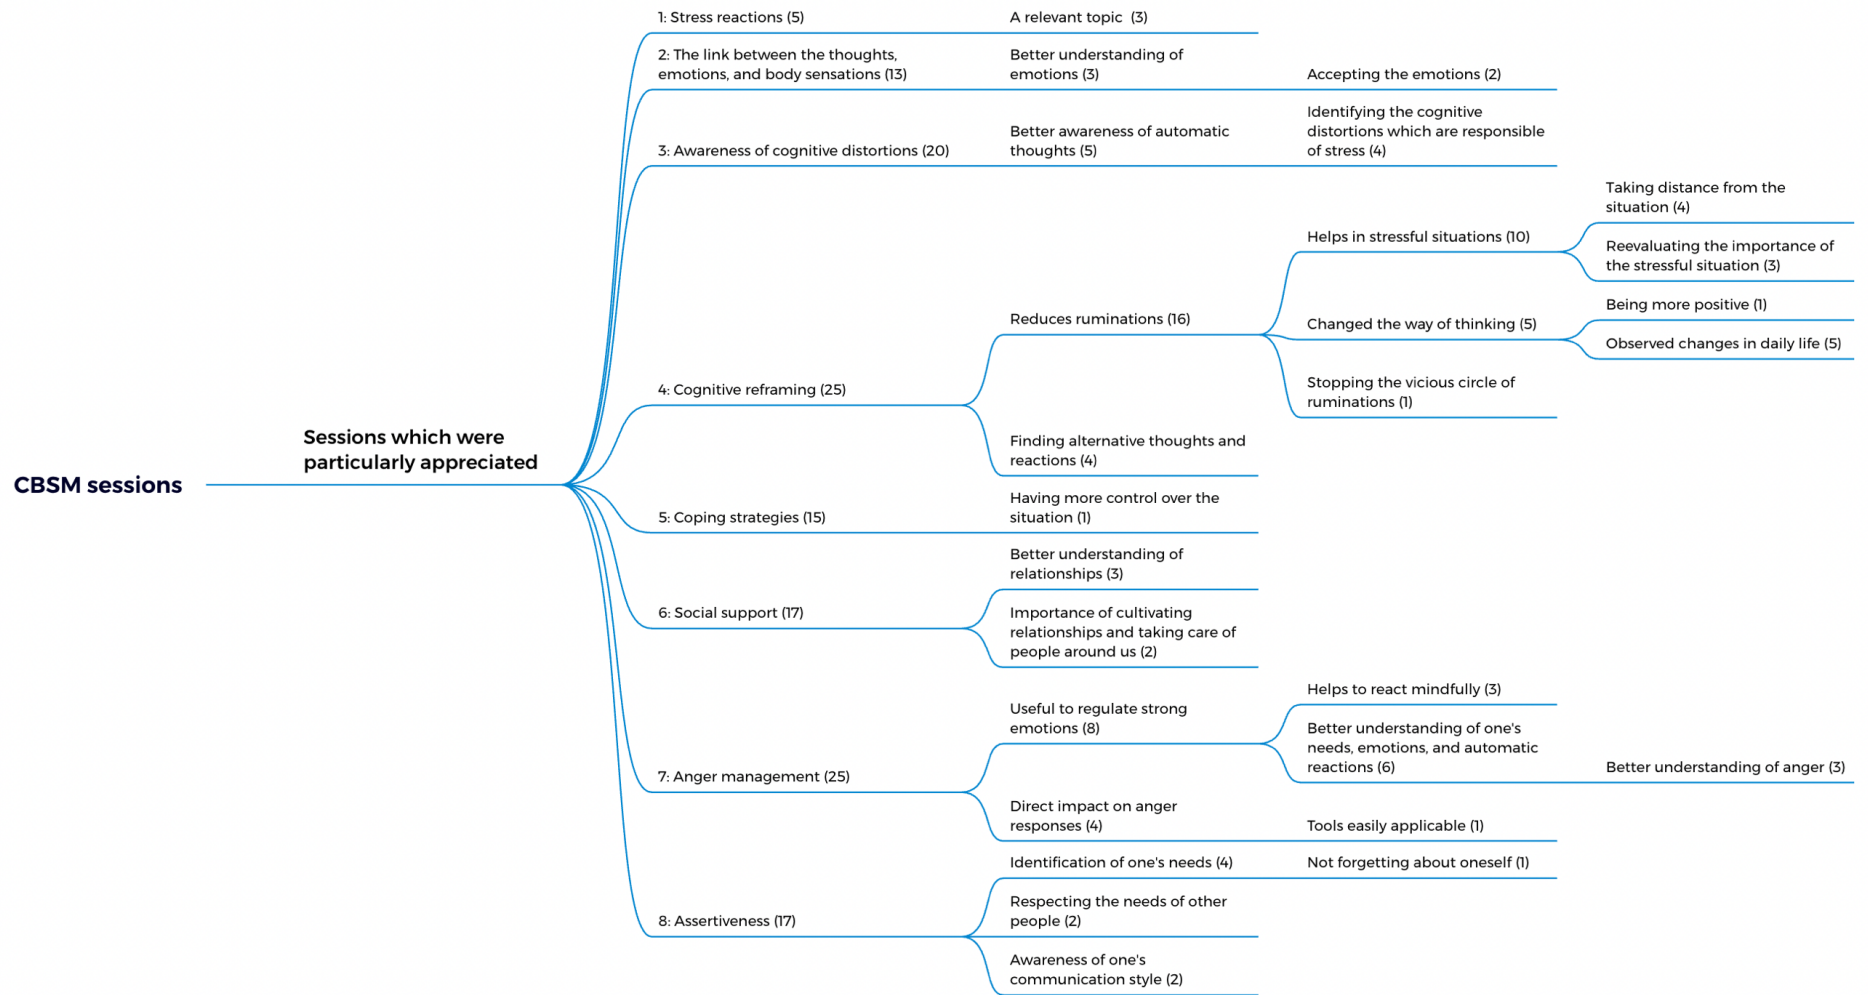 CBSM sessions
Sessions which were
particularly appreciated
1: Stress reactions (5)
A relevant topic (3)
2: The link between the thoughts,
emotions, and body sensations (13)
Better understanding of
emotions (3)
Accepting the emotions (2)
3: Awareness of cognitive distortions (20)
Better awareness of automatic
thoughts (5)
Identifying the cognitive
distortions which are responsible
of stress (4)
4: Cognitive reframing (25)
Reduces ruminations (16)
Helps in stressful situations (10)
Taking distance from the
situation (4)
Reevaluating the importance of
the stressful situation (3)
Changed the way of thinking (5)
Being more positive (1)
Observed changes in daily life (5)
Stopping the vicious circle of
ruminations (1)
Finding alternative thoughts and
reactions (4)
5: Coping strategies (15)
Having more control over the
situation (1)
6: Social support (17)
Better understanding of
relationships (3)
Importance of cultivating
relationships and taking care of
people around us (2)
7: Anger management (25)
Useful to regulate strong
emotions (8)
Helps to react mindfully (3)
Better understanding of one's
needs, emotions, and automatic
reactions (6)
Better understanding of anger (3)
Direct impact on anger
responses (4)
Tools easily applicable (1)
8: Assertiveness (17)
Identification of one's needs (4)
Not forgetting about oneself (1)
Respecting the needs of other
people (2)
Awareness of one's
communication style (2)